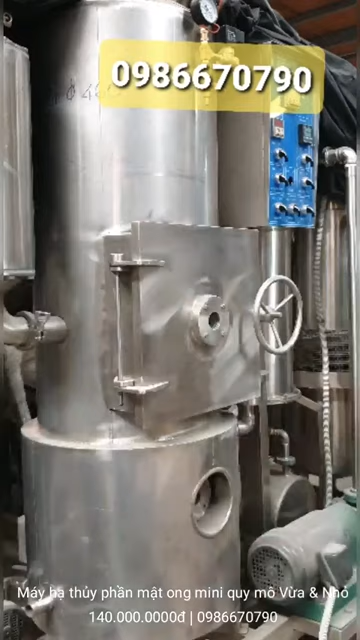 0986670790
Máy hạ thủy phần mật ong mini quy mô Vừa & Nhỏ
140.000.0000đ | 0986670790